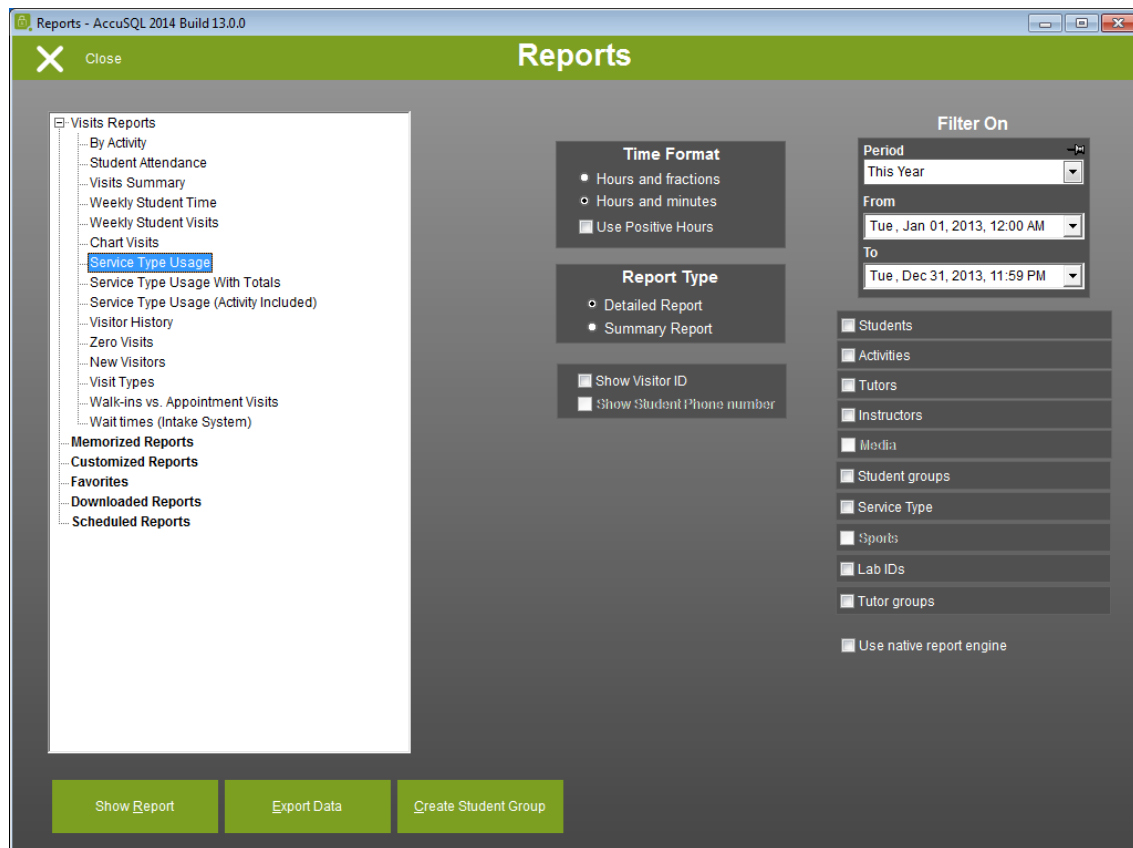 Reports - AccuSQL 2014 Build 13.0.0
Close
Reports
Visits Reports
By Activity
Student Attendance
Visits Summary
Weekly Student Time
Weekly Student Visits
Chart Visits
Service Type Usage
Service Type Usage With Totals
Service Type Usage (Activity Included)
Visitor History
Zero Visits
New Visitors
Visit Types
Walk-ins vs. Appointment Visits
Wait times (Intake System)
Memorized Reports
Customized Reports
Favorites
Downloaded Reports
Scheduled Reports
Time Format
Hours and fractions
Hours and minutes
Use Positive Hours
Report Type
Detailed Report
Summary Report
Show Visitor ID
Show Student Phone number
Filter On
Period
This Year
From
Tue , Jan 01, 2013, 12:00 AM
To
Tue , Dec 31, 2013, 11:59 PM
Students
Activities
Tutors
Instructors
Media
Student groups
Service Type
Sports
Lab IDs
Tutor groups
Use native report engine
Show Report
Export Data
Create Student Group